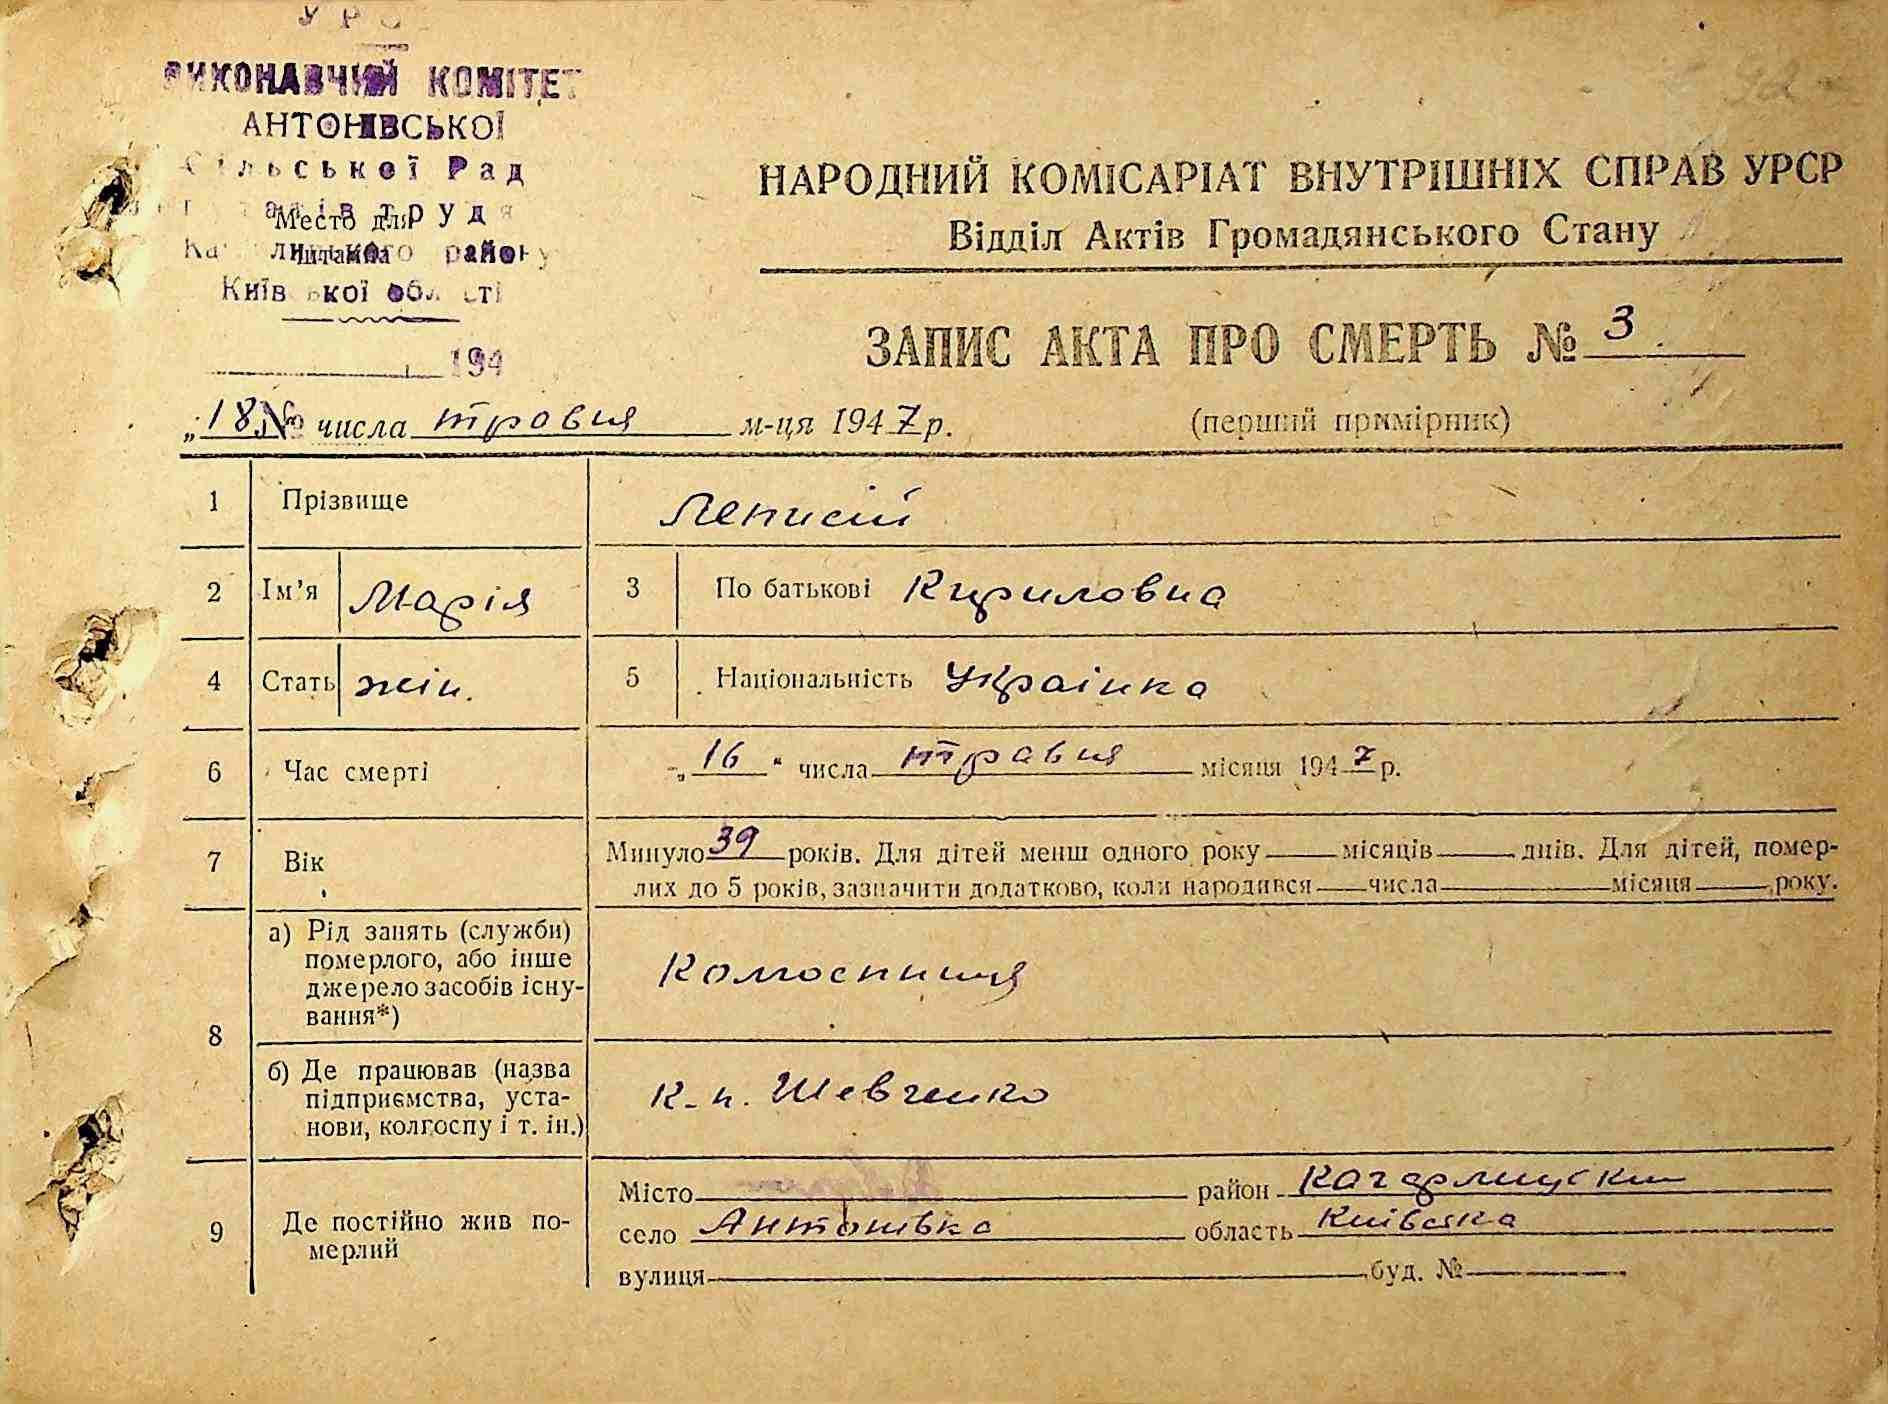 У Р С
ВИКОНАВЧИЙ КОМІТЕТ
АНТОНІВСЬКОЇ
Сільської Рад
Место для
штампа
району
Київської області
194
№
НАРОДНИЙ КОМІСАРІАТ ВНУТРІШНІХ СПРАВ УРСР
Відділ Актів Громадянського Стану
ЗАПИС АКТА ПРО СМЕРТЬ № 3
„18 числа травня м-ця 1947 р. (перший примірник)
1 Прізвище
2 Ім’я Марія 3 По батькові Кириловна
4 Стать жін. 5 Національність Українка
6 Час смерті „16“ числа травня місяця 1947 р.
7 Вік Минуло 39 років. Для дітей менш одного року місяців днів. Для дітей, помер-
лих до 5 років, зазначити додатково, коли народився числа місяця року.
8
а) Рід занять (служби)
померлого, або інше
джерело засобів існу-
вання*)
Колгоспниця
б) Де працював (назва
підприємства, уста-
нови, колгоспу і т. ін.)
Шевченко
9 Де постійно жив по-
мерлий
Місто район Кагарлицьки
село Антонівка область Київська
вулиця буд. №